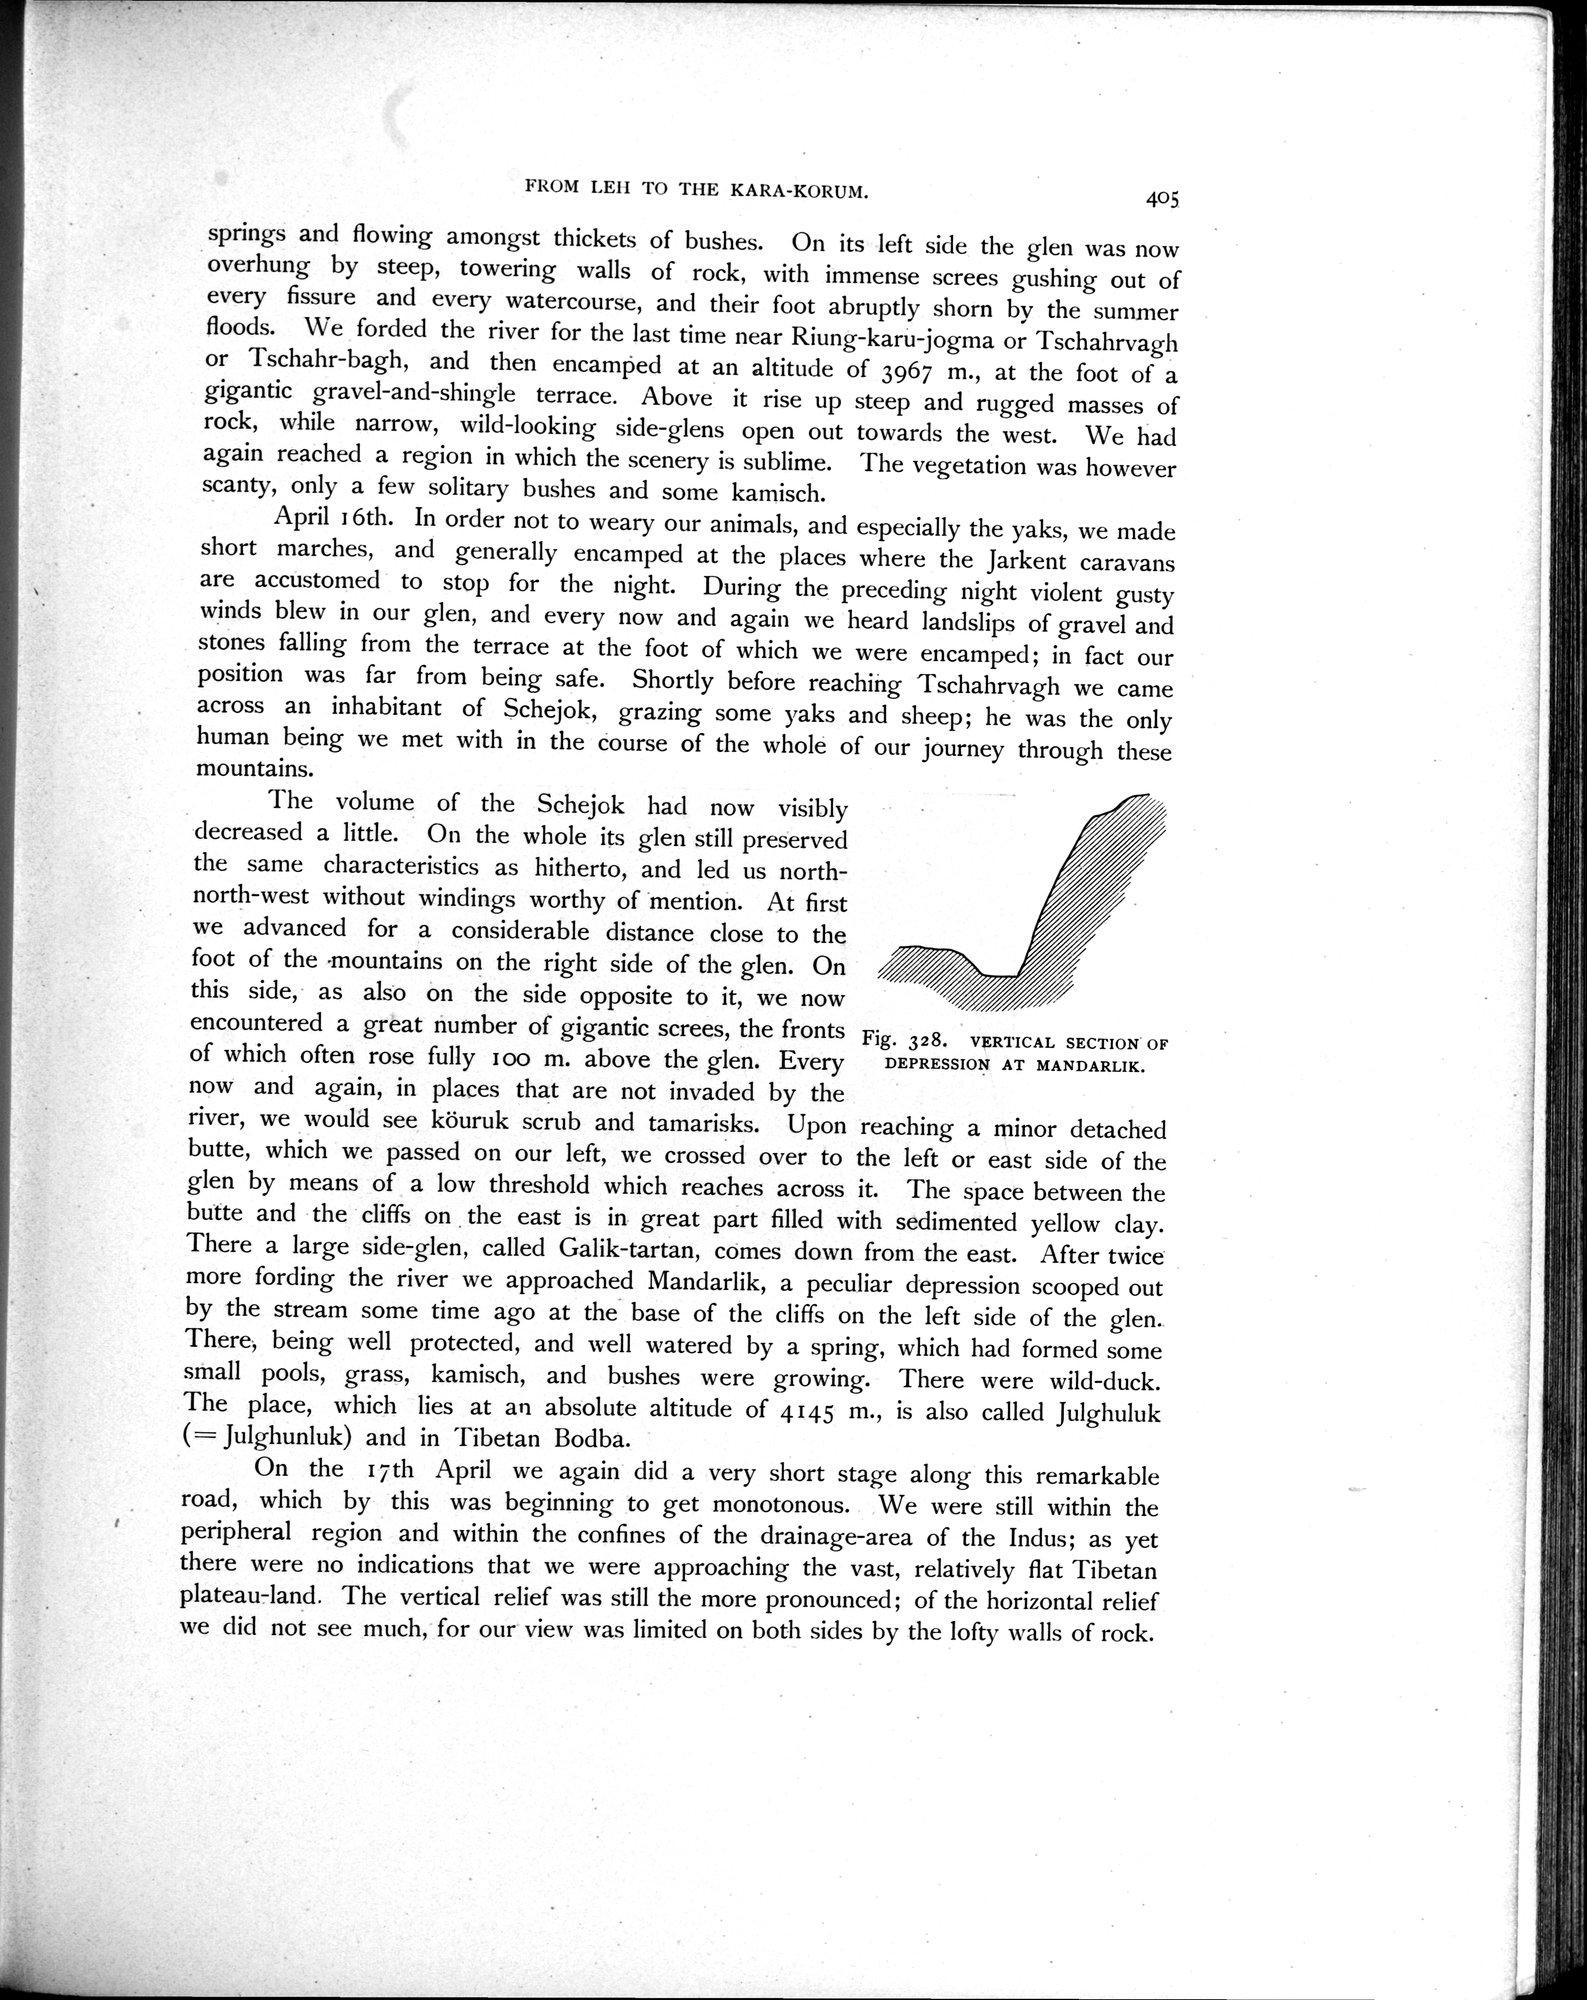 FROM LEH TO THE KARA-KORUM.
405
springs and flowing amongst thickets of bushes. On its left side the glen was now
overhung by steep, towering walls of rock, with immense screes gushing out of
every fissure and every watercourse, and their foot abruptly shorn by the summer
floods. We forded the river for the last time near Riung-karu-jogma or Tschahrvagh
or Tschahr-bagh, and then encamped at an altitude of 3967 m., at the foot of a
gigantic gravel-and-shingle terrace. Above it rise up steep and rugged masses of
rock, while narrow, wild-looking side-glens open out towards the west. We had
again reached a region in which the scenery is sublime. The vegetation was however
scanty, only a few solitary bushes and some kamisch.
April 16th. In order not to weary our animals, and especially the yaks, we made
short marches, and generally encamped at the places where the Jarkent caravans
are accustomed to stop for the night. During the preceding night violent gusty
winds blew in our glen, and every now and again we heard landslips of gravel and
stones falling from the terrace at the foot of which we were encamped; in fact our
position was far from being safe. Shortly before reaching Tschahrvagh we came
across an inhabitant of Schejok, grazing some yaks and sheep; he was the only
human being we met with in the course of the whole of our journey through these
mountains.
The volume of the Schejok had now visibly
decreased a little. On the whole its glen still preserved
the same characteristics as hitherto, and led us north-
north-west without windings worthy of mention. At first
we advanced for a considerable distance close to the
foot of the mountains on the right side of the glen. On
this side, as also on the side opposite to it, we now
encountered a great number of gigantic screes, the fronts
of which often rose fully 100 m. above the glen. Every
now and again, in places that are not invaded by the
river, we would see köuruk scrub and tamarisks. Upon reaching a minor detached
butte, which we passed on our left, we crossed over to the left or east side of the
glen by means of a low threshold which reaches across it. The space between the
butte and the cliffs on the east is in great part filled with sedimented yellow clay.
There a large side-glen, called Galik-tartan, comes down from the east. After twice
more fording the river we approached Mandarlik, a peculiar depression scooped out
by the stream some time ago at the base of the cliffs on the left side of the glen.
There, being well protected, and well watered by a spring, which had formed some
small pools, grass, kamisch, and bushes were growing. There were wild-duck.
The place, which lies at an absolute altitude of 4145 m., is also called Julghuluk
(= Julghunluk) and in Tibetan Bodba.
Fig. 328. VERTICAL SECTION OF
DEPRESSION AT MANDARLIK.
On the 17th April we again did a very short stage along this remarkable
road, which by this was beginning to get monotonous. We were still within the
peripheral region and within the confines of the drainage-area of the Indus; as yet
there were no indications that we were approaching the vast, relatively flat Tibetan
plateau-land. The vertical relief was still the more pronounced; of the horizontal relief
we did not see much, for our view was limited on both sides by the lofty walls of rock.